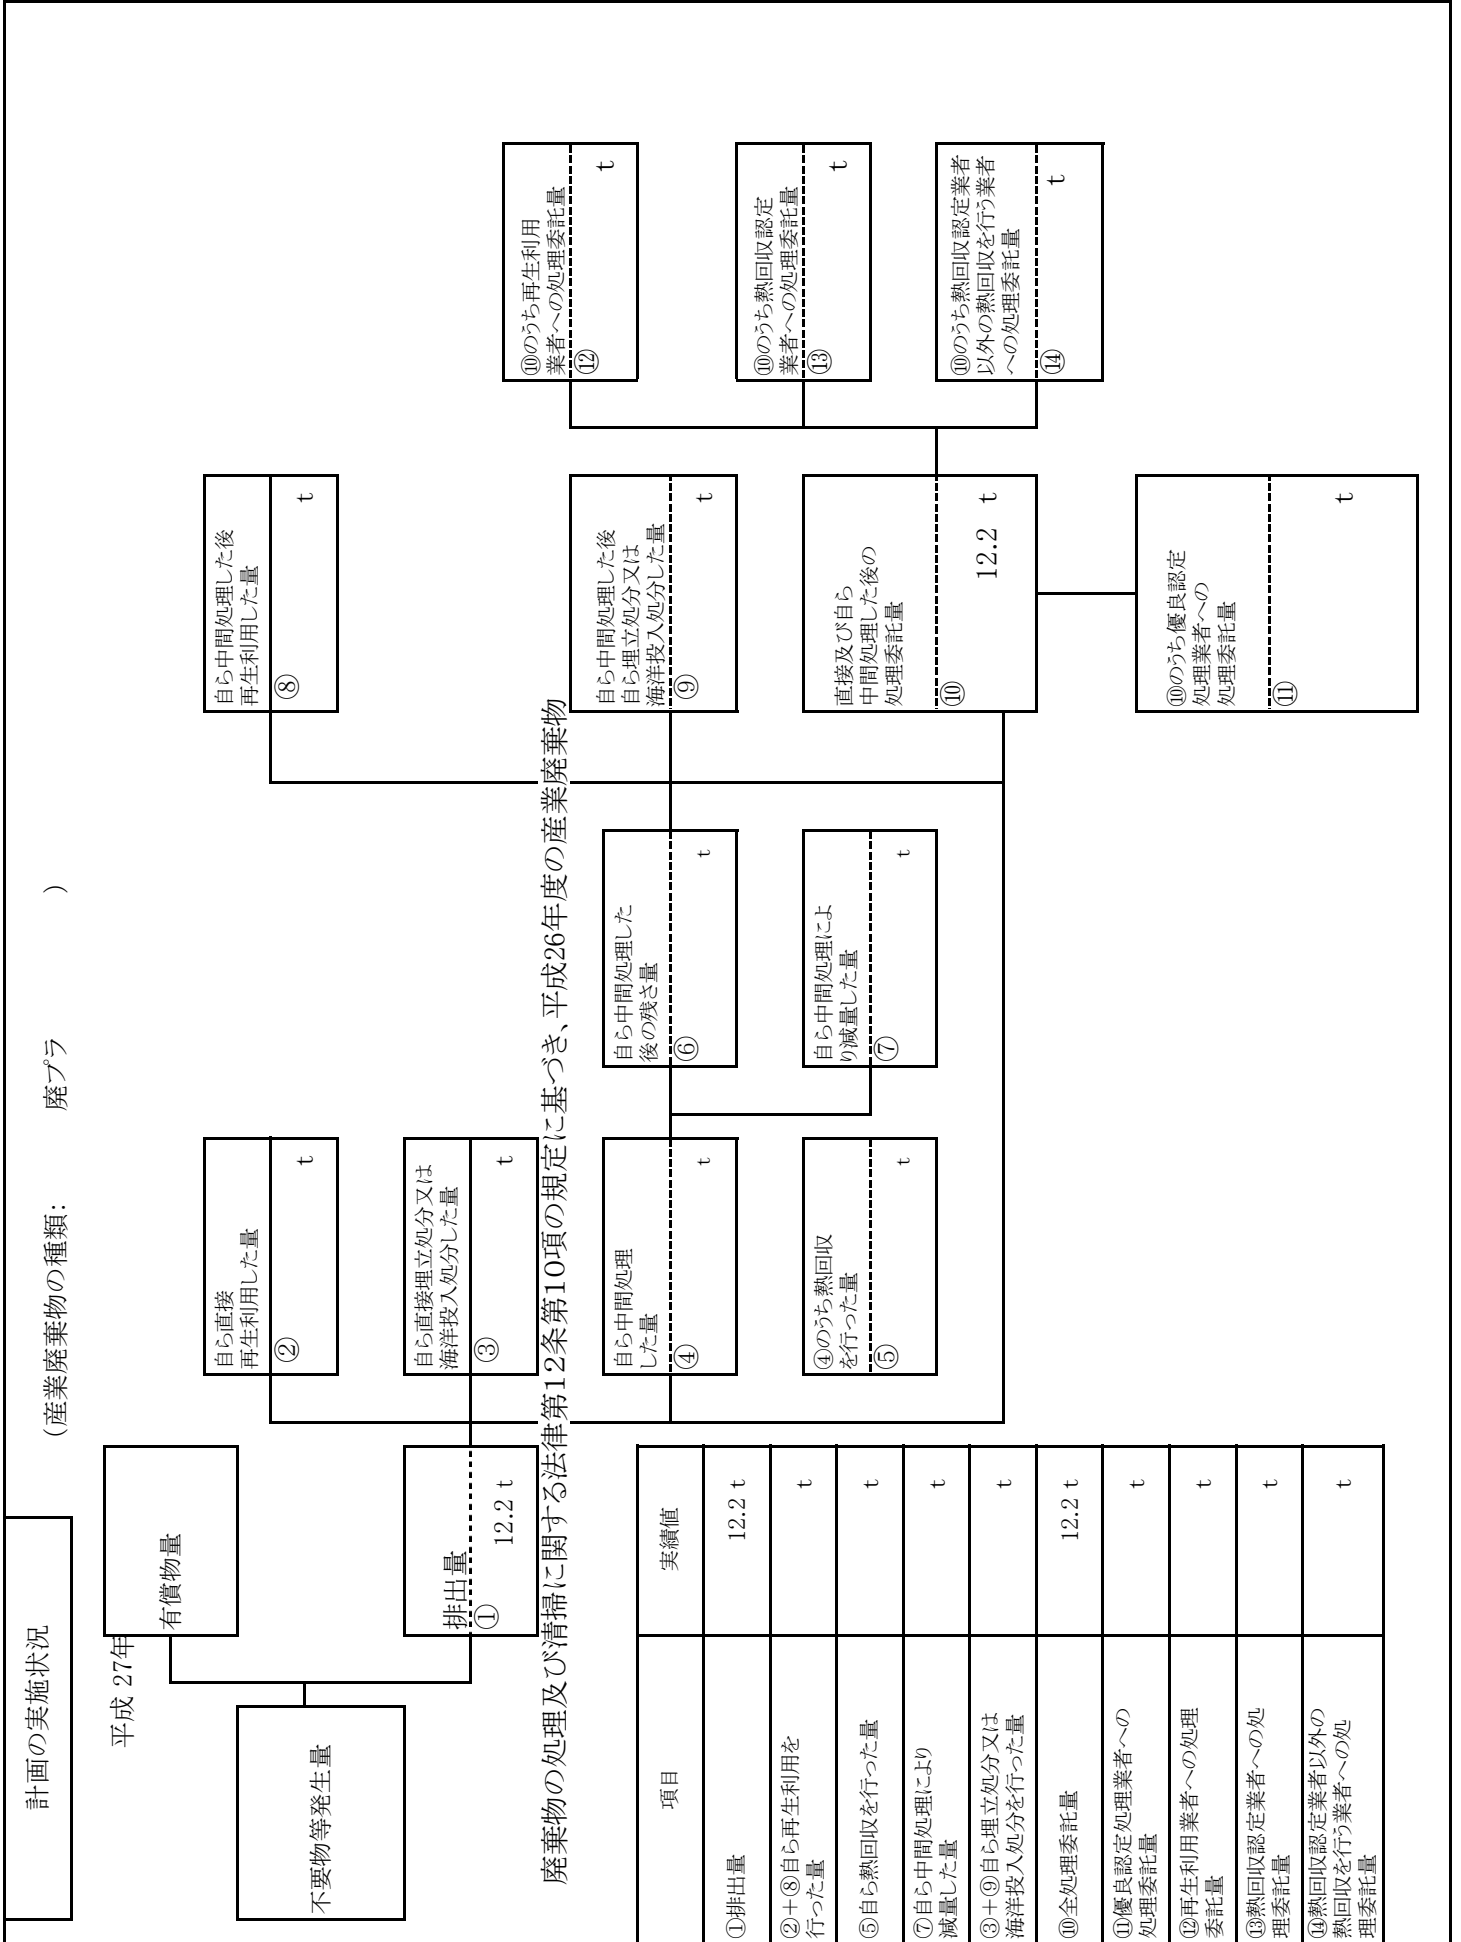 計画の実施状況
(産業廃棄物の種類: 廃プラ )
平成 27年
有償物量
不要物等発生量
排出量
①
12.2 t
自ら直接
再生利用した量
②
t
自ら直接埋立処分又は
海洋投入処分した量
③
t
廃棄物の処理及び清掃に関する法律第12条第10項の規定に基づき、平成26年度の産業廃棄物
自ら中間処理
した量
④
t
④のうち熱回収
を行った量
⑤
t
自ら中間処理した
後の残さ量
⑥
t
自ら中間処理によ
り減量した量
⑦
t
自ら中間処理した後
再生利用した量
⑧
t
自ら中間処理した後
自ら埋立処分又は
海洋投入処分した量
⑨
t
直接及び自ら
中間処理した後の
処理委託量
⑩
12.2 t
⑩のうち優良認定
処理業者への
処理委託量
⑪
t
⑩のうち再生利用
業者への処理委託量
⑫
t
⑩のうち熱回収認定
業者への処理委託量
⑬
t
⑩のうち熱回収認定業者
以外の熱回収を行う業者
への処理委託量
⑭
t
項目 実績値
①排出量 12.2 t
②+⑧自ら再生利用を
行った量 t
⑤自ら熱回収を行った量 t
⑦自ら中間処理により
減量した量 t
③+⑨自ら埋立処分又は
海洋投入処分を行った量 t
⑩全処理委託量 12.2 t
⑪優良認定処理業者への
処理委託量 t
⑫再生利用業者への処理
委託量 t
⑬熱回収認定業者への処
理委託量 t
⑭熱回収認定業者以外の
熱回収を行う業者への処
理委託量 t